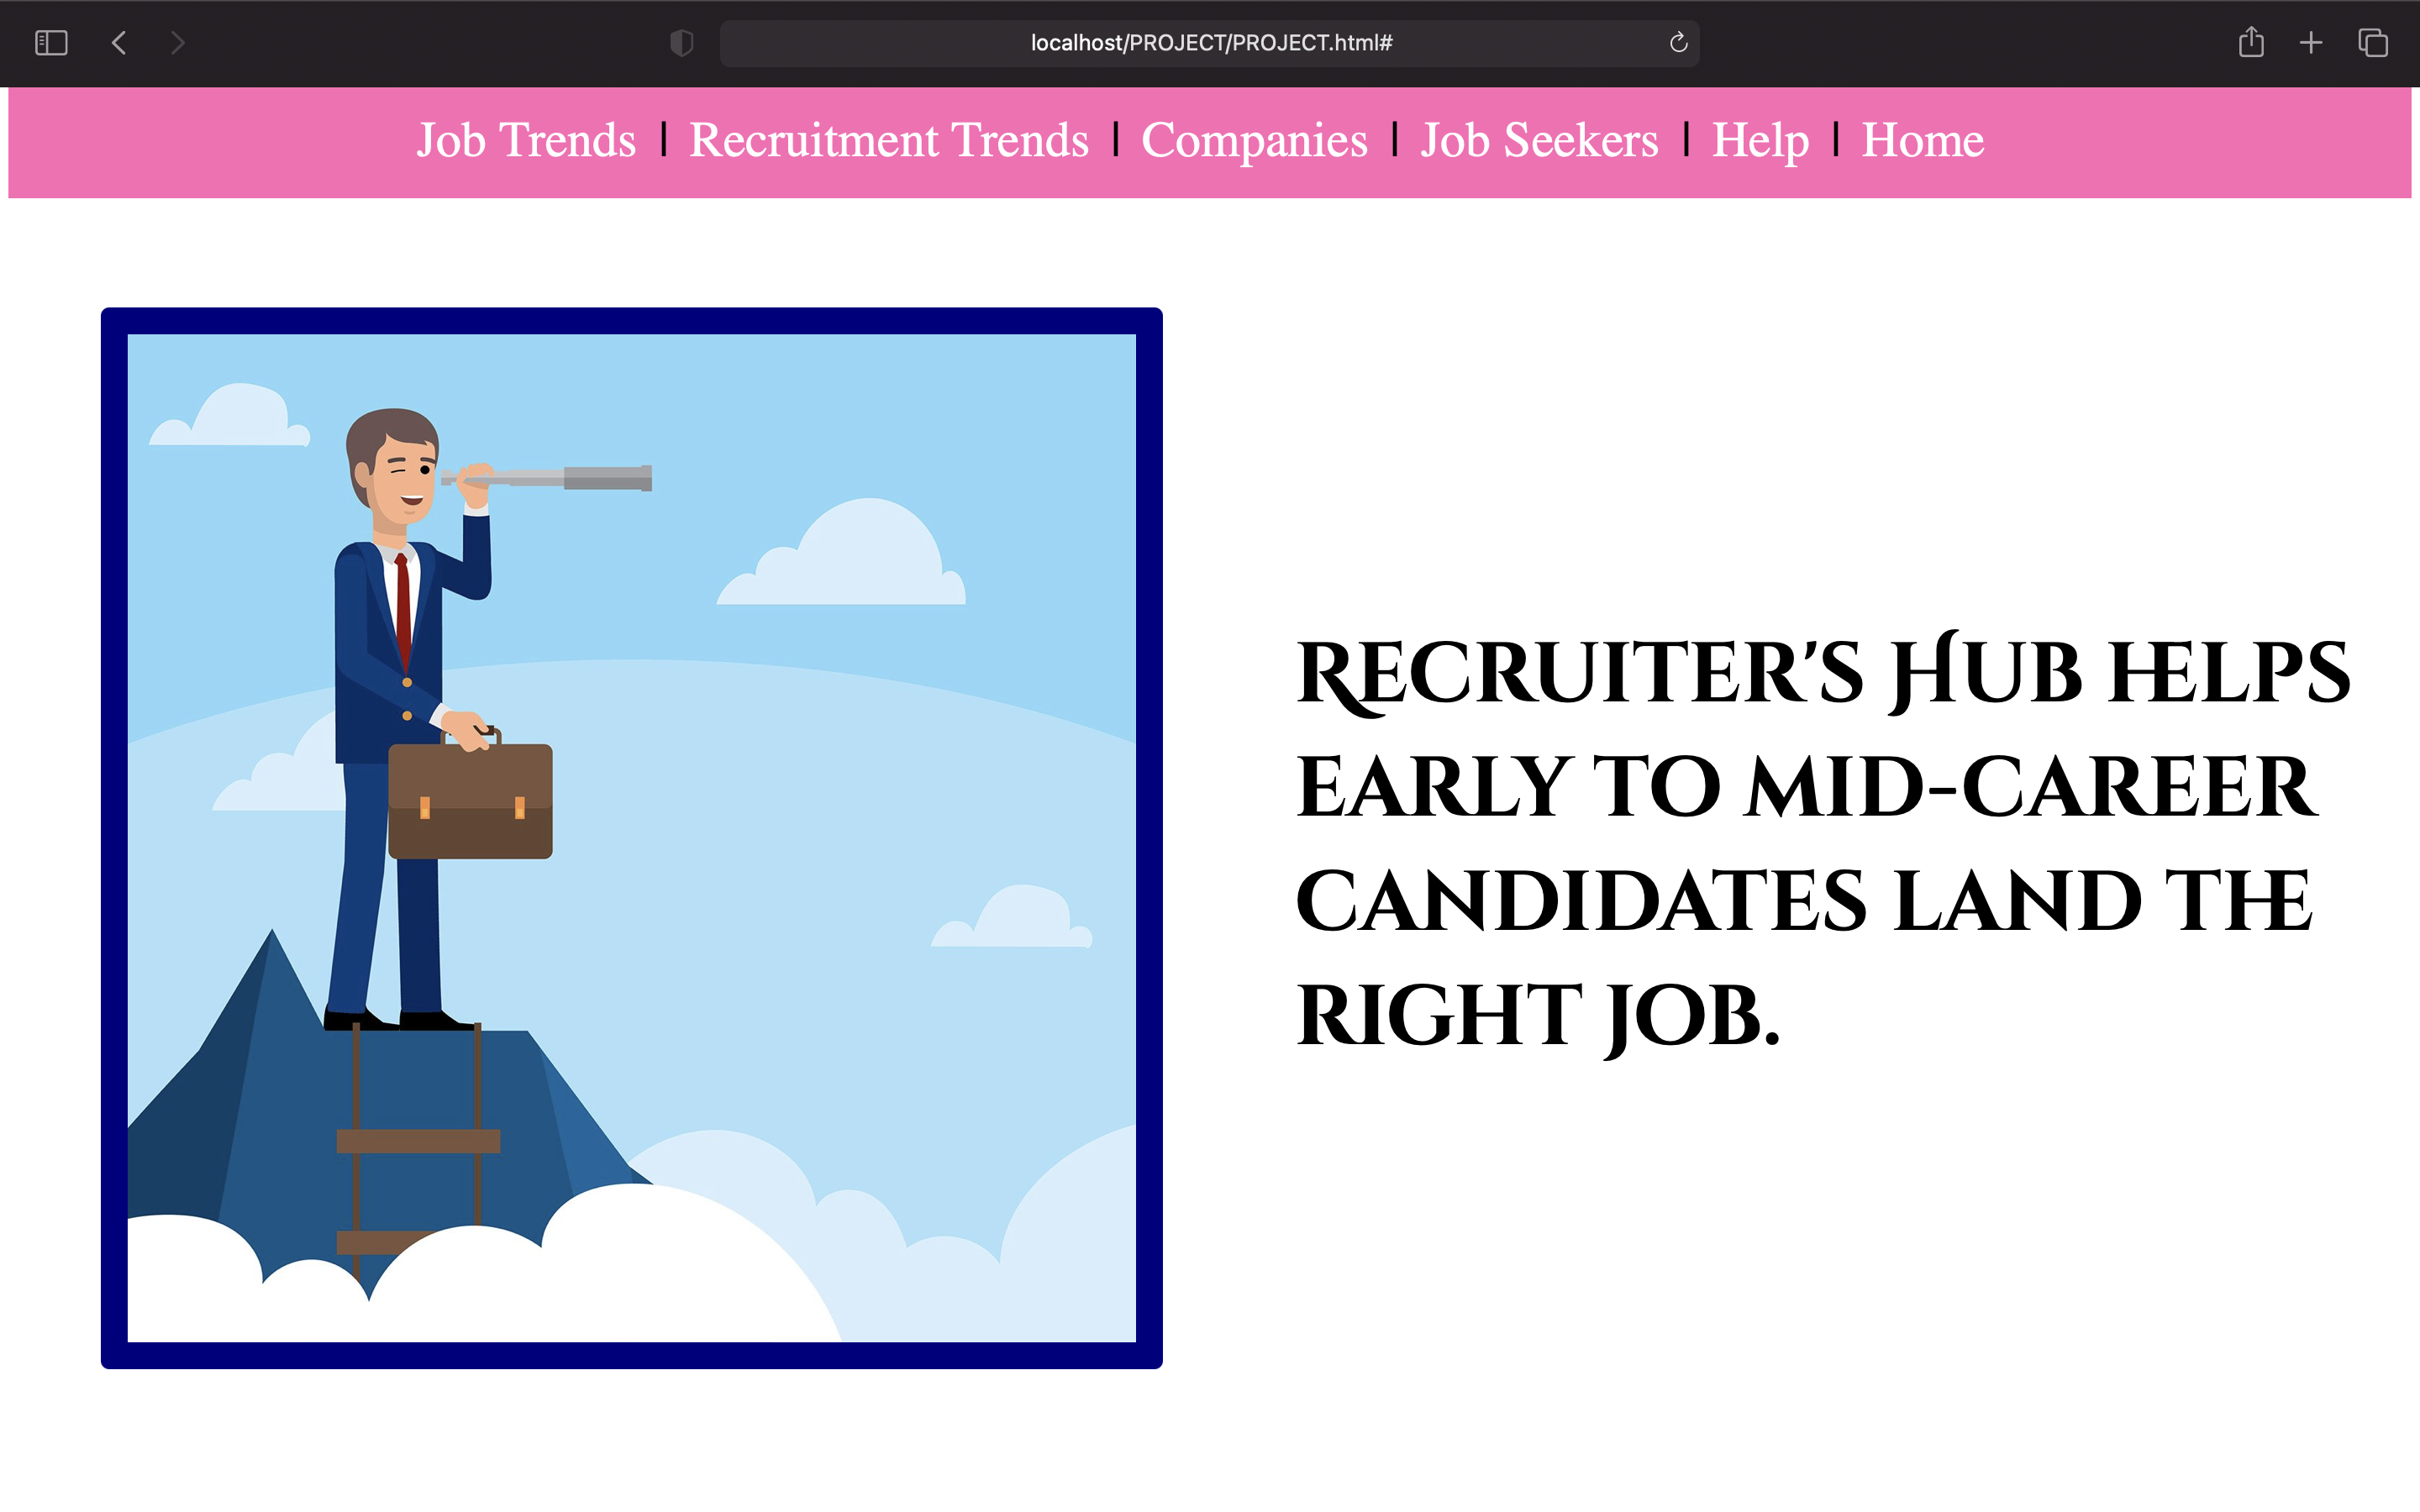 localhost/PROJECT/PROJECT.html#
Job Trends | Recruitment Trends | Companies | Job Seekers | Help | Home
Recruiter's Hub helps
Early to Mid-Career
Candidates Land the
right job.